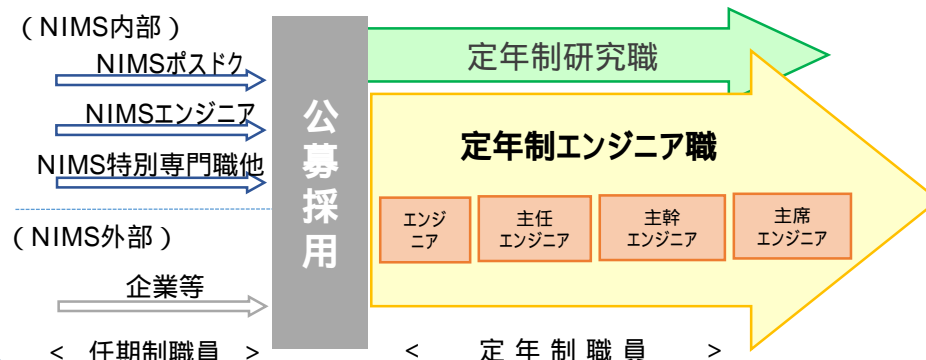 （NIMS内部）
NIMSポスドク
NIMSエンジニア
NIMS特別専門職他
（NIMS外部）
企業等
< 任期制職員 >
公募採用
定年制研究職
定年制エンジニア職
エンジ
ニア
主任
エンジニア
主幹
エンジニア
主席
エンジニア
< 定年制職員 >